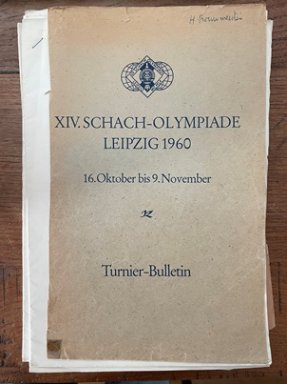 XIV. SCHACH-OLYMPIADE
LEIPZIG 1960
16. Oktober bis 9. November
Turnier-Bulletin